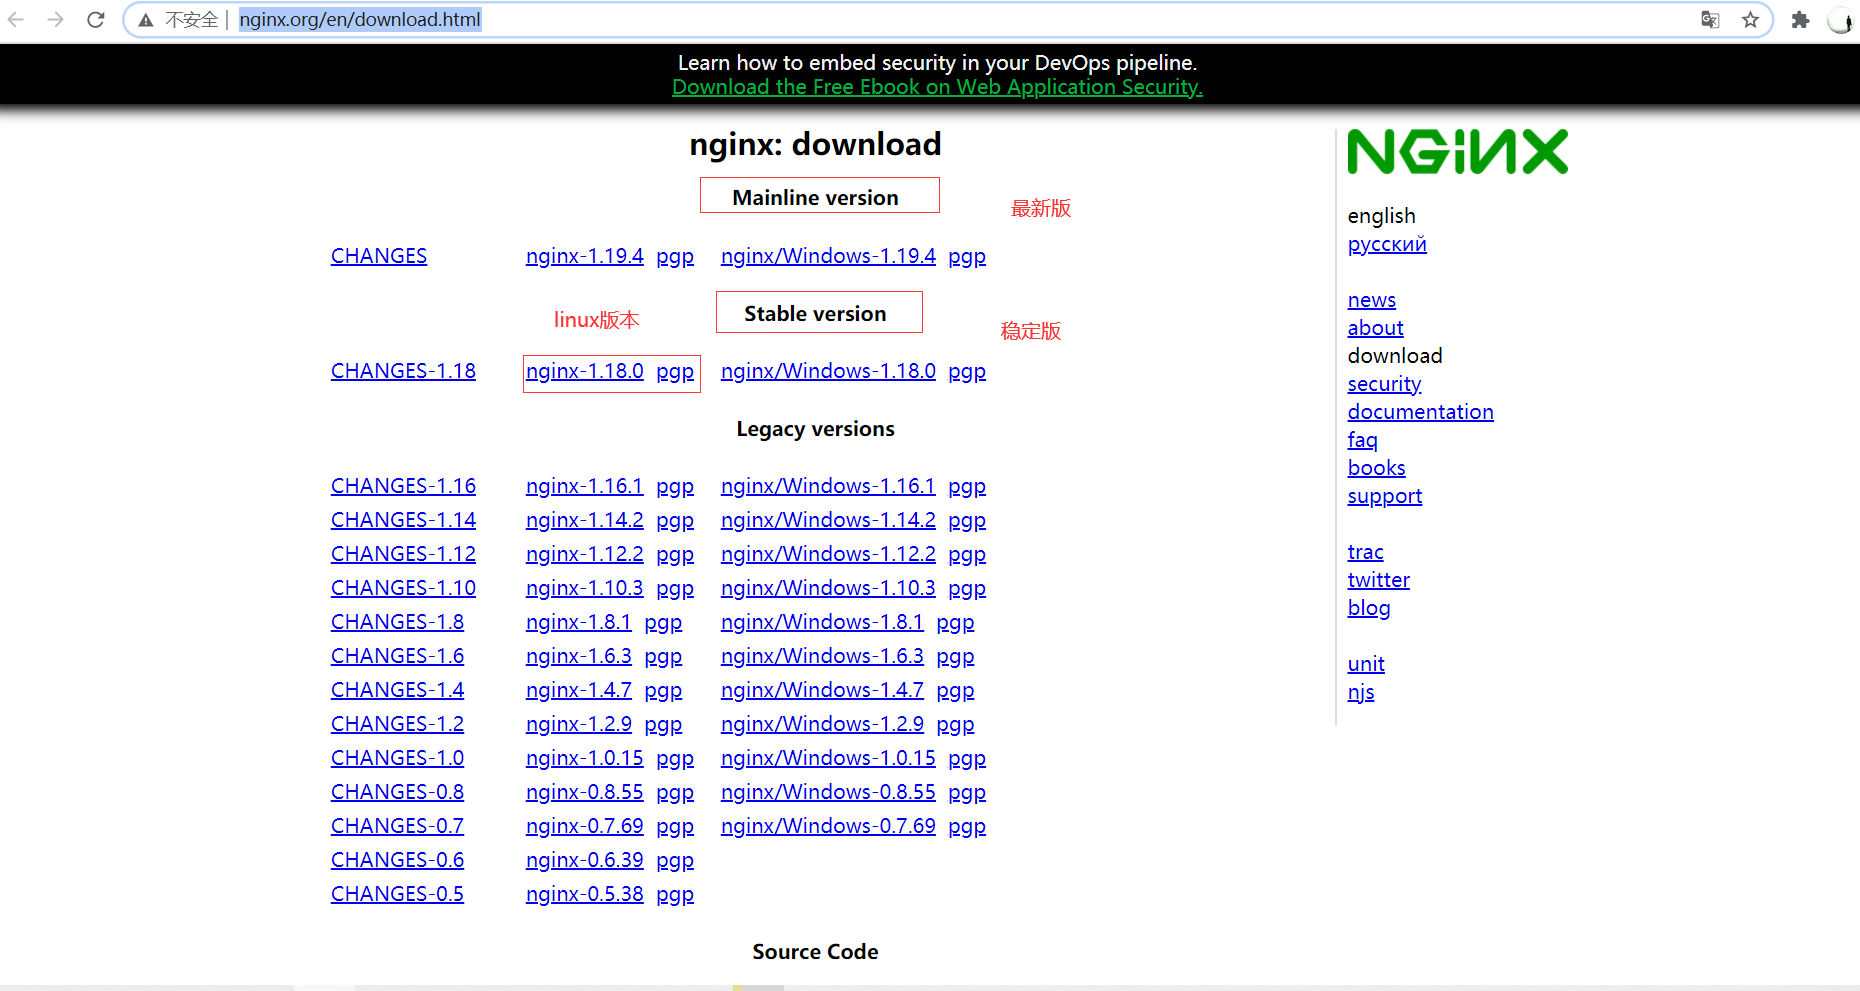 不安全 | nginx.org/en/download.html
Learn how to embed security in your DevOps pipeline.
Download the Free Ebook on Web Application Security.
nginx: download
Mainline version
最新版
CHANGES nginx-1.19.4 pgp nginx/Windows-1.19.4 pgp
linux版本
Stable version
稳定版
CHANGES-1.18 nginx-1.18.0 pgp nginx/Windows-1.18.0 pgp
Legacy versions
CHANGES-1.16 nginx-1.16.1 pgp nginx/Windows-1.16.1 pgp
CHANGES-1.14 nginx-1.14.2 pgp nginx/Windows-1.14.2 pgp
CHANGES-1.12 nginx-1.12.2 pgp nginx/Windows-1.12.2 pgp
CHANGES-1.10 nginx-1.10.3 pgp nginx/Windows-1.10.3 pgp
CHANGES-1.8 nginx-1.8.1 pgp nginx/Windows-1.8.1 pgp
CHANGES-1.6 nginx-1.6.3 pgp nginx/Windows-1.6.3 pgp
CHANGES-1.4 nginx-1.4.7 pgp nginx/Windows-1.4.7 pgp
CHANGES-1.2 nginx-1.2.9 pgp nginx/Windows-1.2.9 pgp
CHANGES-1.0 nginx-1.0.15 pgp nginx/Windows-1.0.15 pgp
CHANGES-0.8 nginx-0.8.55 pgp nginx/Windows-0.8.55 pgp
CHANGES-0.7 nginx-0.7.69 pgp nginx/Windows-0.7.69 pgp
CHANGES-0.6 nginx-0.6.39 pgp
CHANGES-0.5 nginx-0.5.38 pgp
Source Code
NGINX
english
русский
news
about
download
security
documentation
faq
books
support
trac
twitter
blog
unit
njs